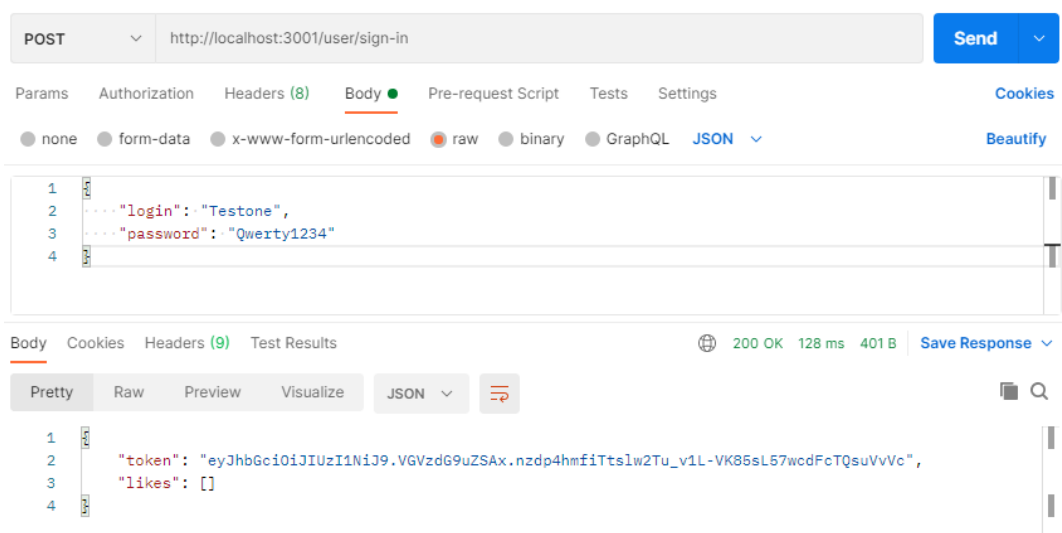 POST http://localhost:3001/user/sign-in Send
Params Authorization Headers (8) Body Pre-request Script Tests Settings Cookies
none form-data x-www-form-urlencoded raw binary GraphQL JSON Beautify
1 {
2 "login": "Testone",
3 "password": "Qwerty1234"
4 }
Body Cookies Headers (9) Test Results 200 OK 128 ms 401 B Save Response
Pretty Raw Preview Visualize JSON
1 {
2 "token": "eyJhbGciOiJIUzI1NiJ9.VGVzdG9uZSAx.nzdp4hmfiTtslw2Tu_v1L-VK85sL57wcdFcTQsuVvVc",
3 "likes": []
4 }